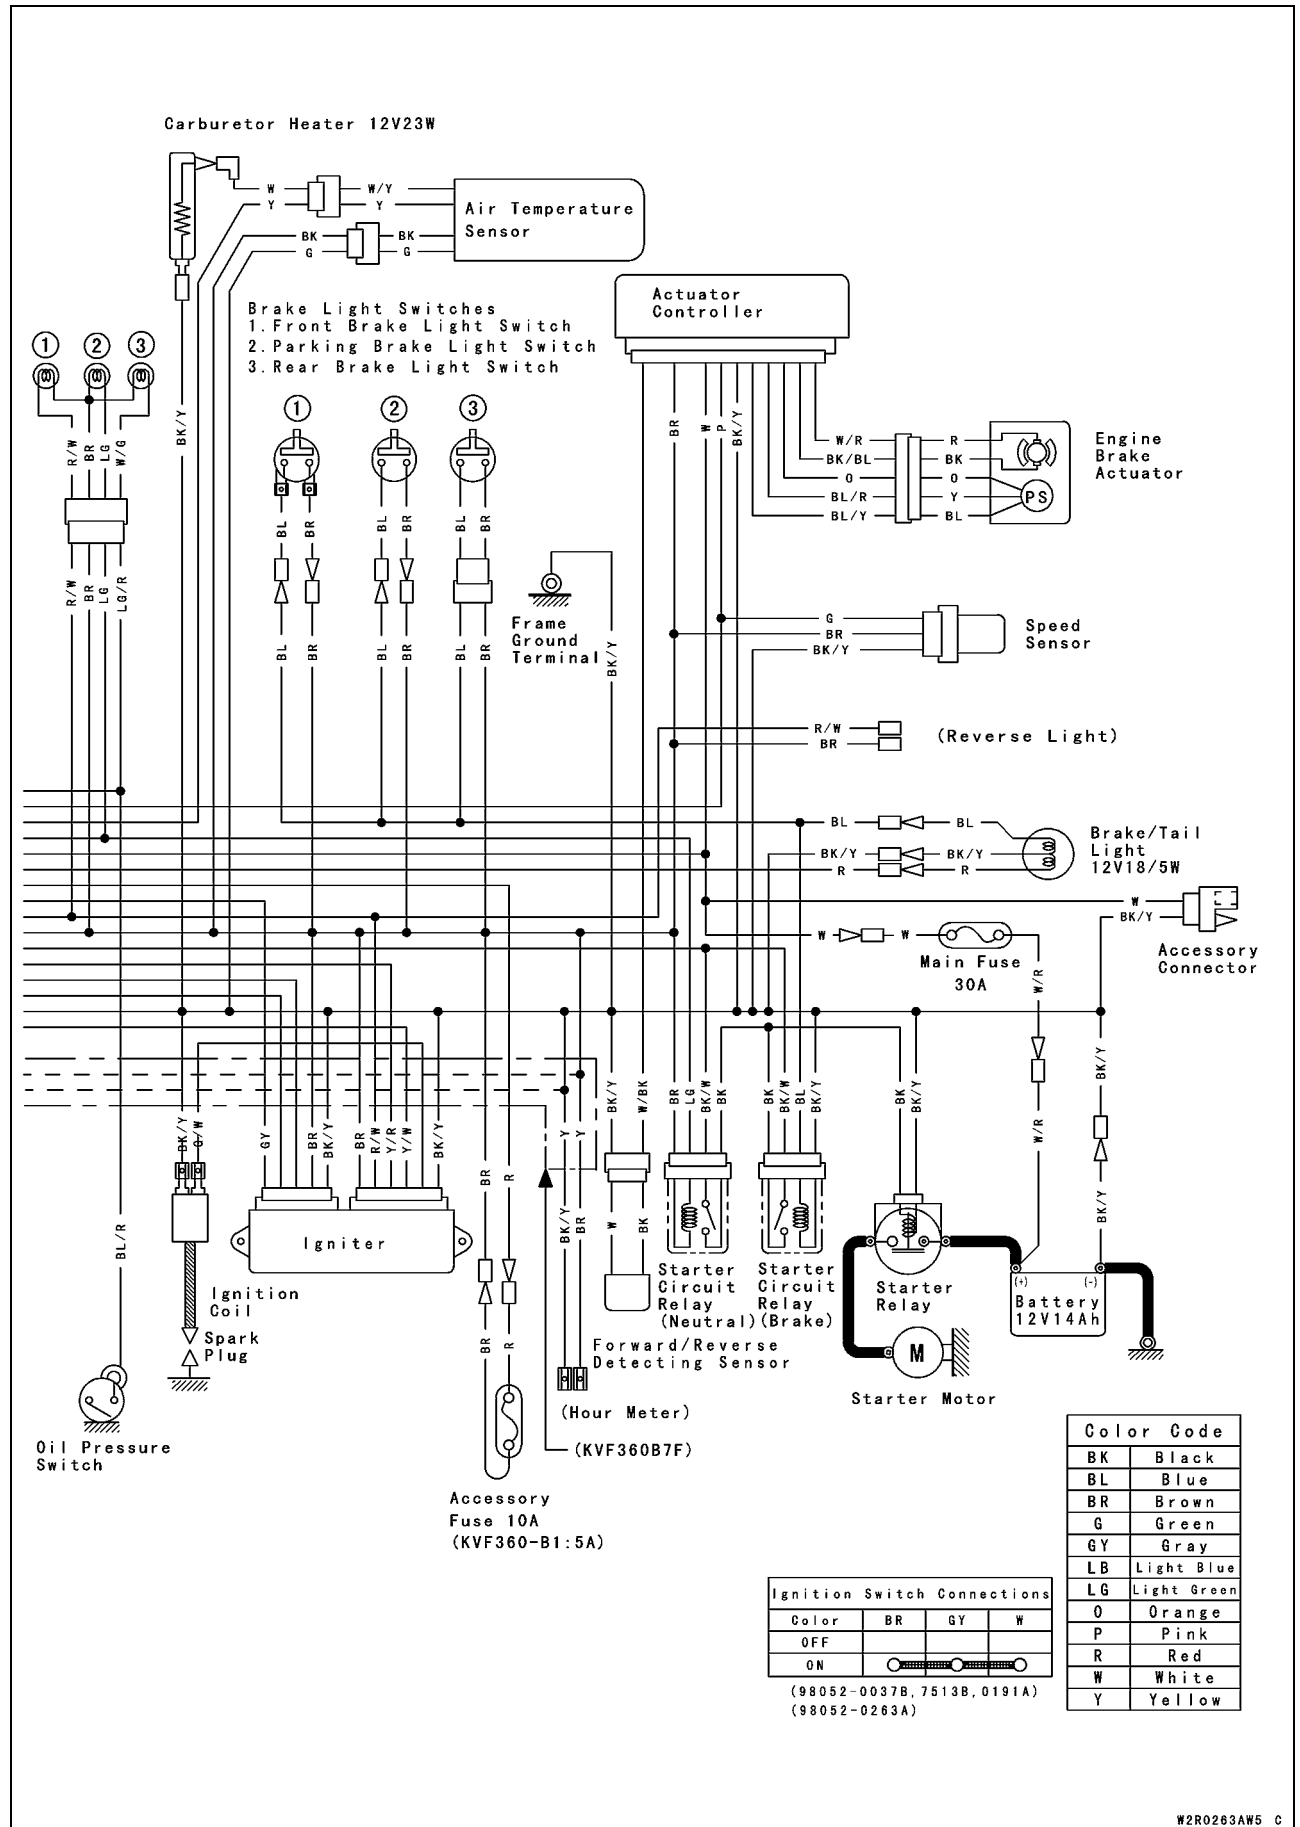 Carburetor Heater 12V23W
W
W/Y
Y
Y
Air Temperature
Sensor
BK
BK
G
G
Actuator
Controller
Brake Light Switches
1.Front Brake Light Switch
2.Parking Brake Light Switch
3.Rear Brake Light Switch
1
2
3
1
2
3
BK/Y
R/W
BR
LG
W/G
BR
W
P
BK/Y
W/R
R
BK/BL
BK
O
O
BL/R
Y
BL/Y
BL
PS
Engine
Brake
Actuator
BL
BR
BL
BR
BL
BR
R/W
BR
LG
LG/R
Frame
Ground
Terminal
BK/Y
BL
BR
BL
BR
BL
BR
G
BR
BK/Y
Speed
Sensor
R/W
BR
(Reverse Light)
BL
BL
BK/Y
BK/Y
R
R
Brake/Tail
Light
12V18/5W
W
BK/Y
Accessory
Connector
W
W
Main Fuse
30A
W/R
BK/Y
W/R
BK/Y
BK/Y
G/W
GY
BR
BK/Y
BR
R/W
Y/R
Y/W
BK/Y
BR
R
BK/Y
W/BK
BR
LG
BK/W
BK
BK
BK/W
BL
BK/Y
BK
BK/Y
Y
BK/Y
BR
W
BK
BL/R
Igniter
Ignition
Coil
Spark
Plug
Starter
Circuit
Relay
(Neutral)
Starter
Circuit
Relay
(Brake)
Starter
Relay
(+)
(-)
Battery
12V14Ah
M
Starter Motor
Forward/Reverse
Detecting Sensor
BR
R
(Hour Meter)
(KVF360B7F)
Oil Pressure
Switch
Accessory
Fuse 10A
(KVF360-B1:5A)
Color Code
BK Black
BL Blue
BR Brown
G Green
GY Gray
LB Light Blue
LG Light Green
O Orange
P Pink
R Red
W White
Y Yellow
Ignition Switch Connections
Color BR GY W
OFF
ON
(98052-0037B,7513B,0191A)
(98052-0263A)
W2R0263AW5 C